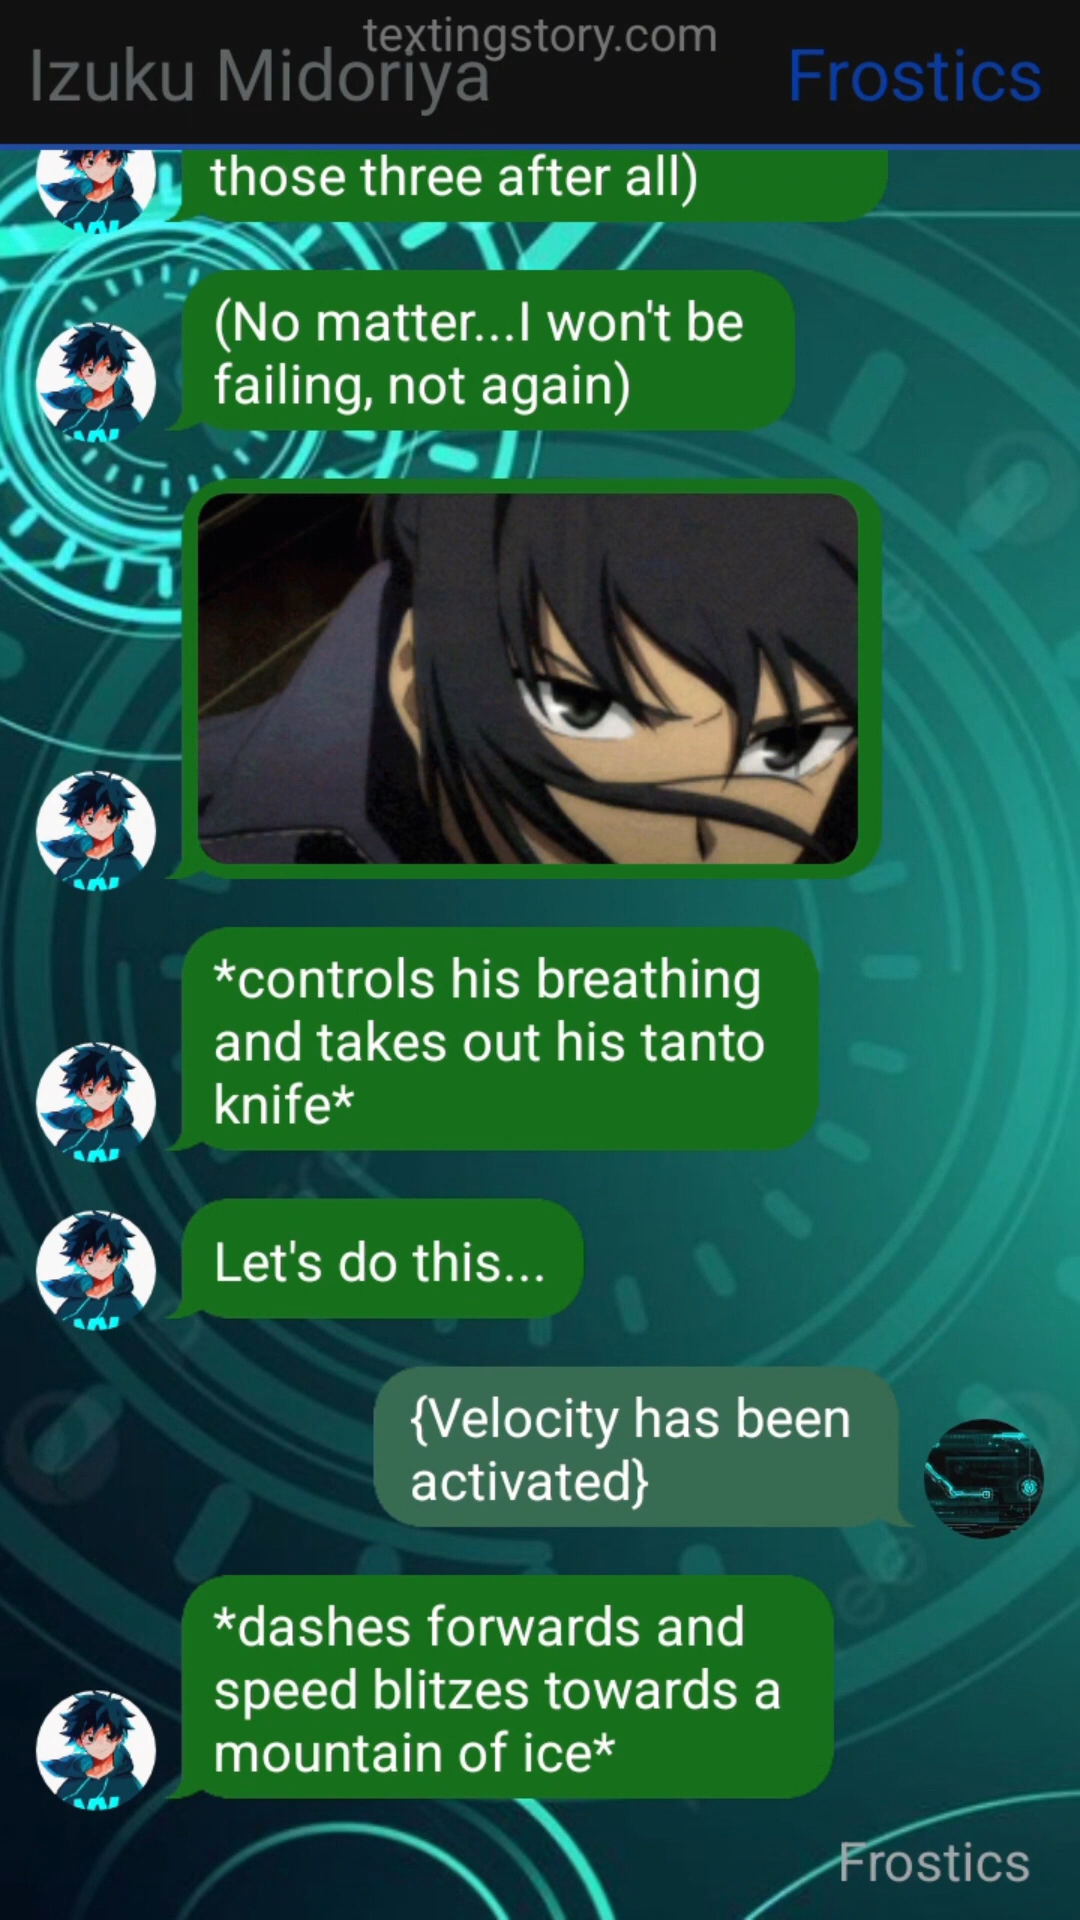 textingstory.com
Izuku Midoriya
Frostics
those three after all)
(No matter...I won't be
failing, not again)
*controls his breathing
and takes out his tanto
knife*
Let's do this...
{Velocity has been
activated}
*dashes forwards and
speed blitzes towards a
mountain of ice*
Frostics